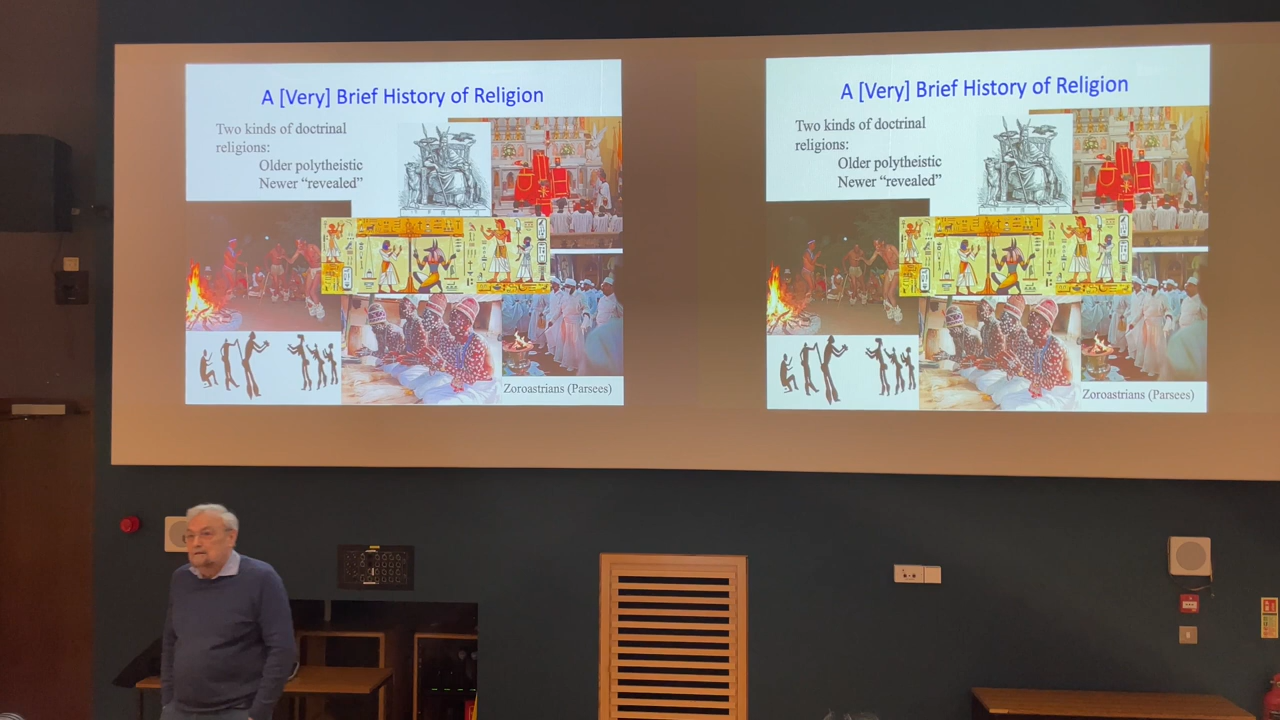 A [Very] Brief History of Religion
Two kinds of doctrinal
religions:
Older polytheistic
Newer “revealed”
Zoroastrians (Parsees)
A [Very] Brief History of Religion
Two kinds of doctrinal
religions:
Older polytheistic
Newer “revealed”
Zoroastrians (Parsees)